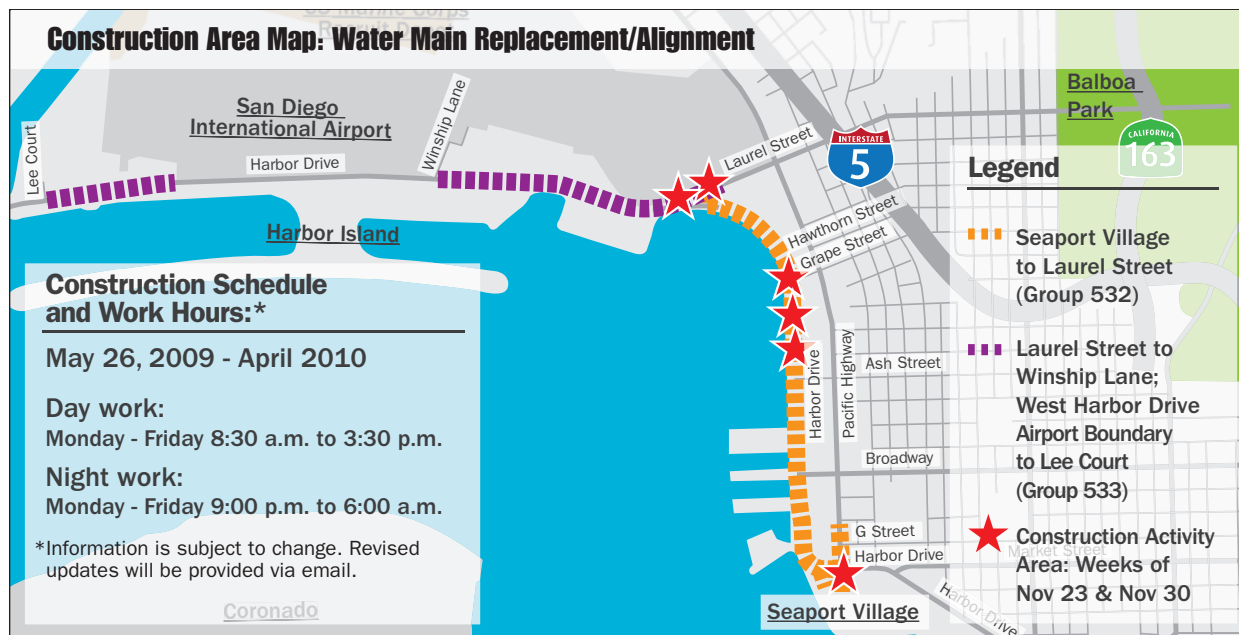 US Marine Corps
Recruit Depot
Construction Area Map: Water Main Replacement/Alignment
San Diego
International Airport
Winship Lane
Lee Court
Harbor Drive
Laurel Street
INTERSTATE
5
Balboa
Park
CALIFORNIA
163
Harbor Island
Hawthorn Street
Grape Street
Harbor Drive
Pacific Highway
Ash Street
Broadway
G Street
Harbor Drive
Market Street
Harbor Drive
Seaport Village
Coronado
Construction Schedule
and Work Hours:*
May 26, 2009 - April 2010
Day work:
Monday - Friday 8:30 a.m. to 3:30 p.m.
Night work:
Monday - Friday 9:00 p.m. to 6:00 a.m.
*Information is subject to change. Revised
updates will be provided via email.
Legend
Seaport Village
to Laurel Street
(Group 532)
Laurel Street to
Winship Lane;
West Harbor Drive
Airport Boundary
to Lee Court
(Group 533)
Construction Activity
Area: Weeks of
Nov 23 & Nov 30